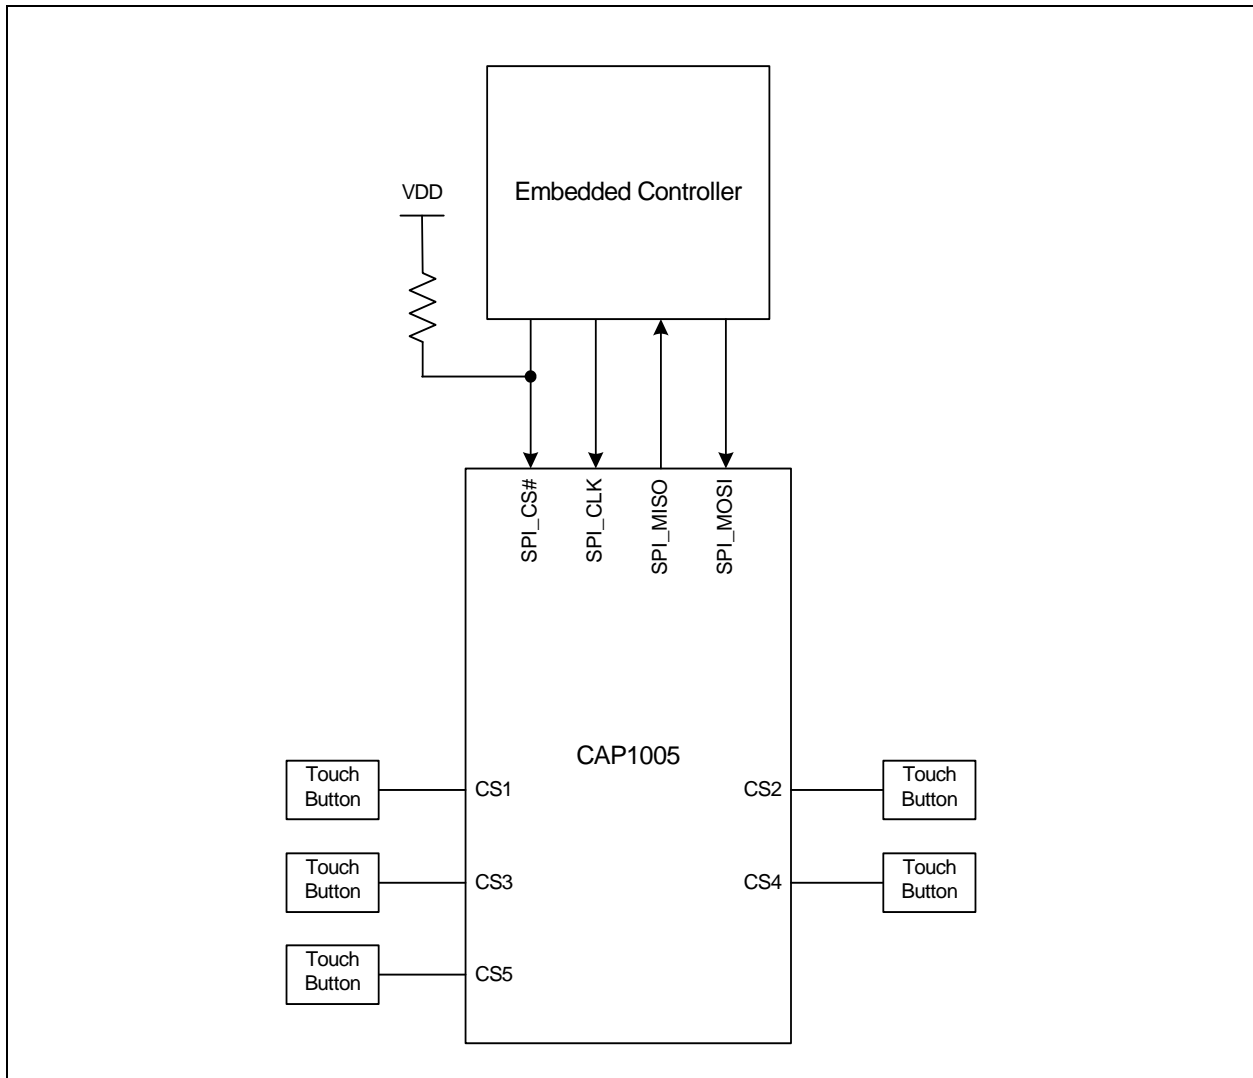 Embedded Controller
VDD
SPI_CS#
SPI_CLK
SPI_MISO
SPI_MOSI
CAP1005
Touch
Button
CS1
CS2
Touch
Button
Touch
Button
CS3
CS4
Touch
Button
Touch
Button
CS5